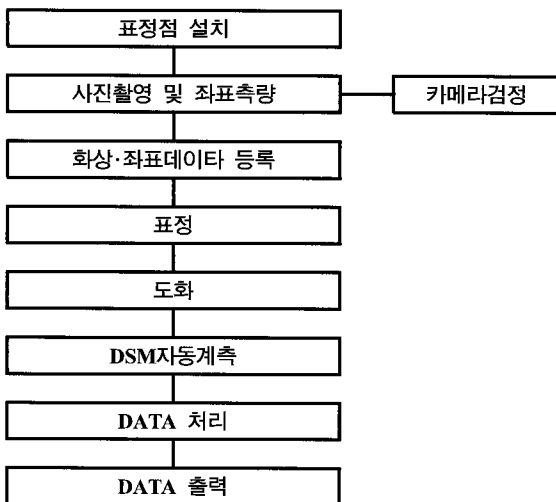 표정점 설치
사진촬영 및 좌표측량
카메라검정
화상·좌표데이타 등록
표정
도화
DSM자동계측
DATA 처리
DATA 출력